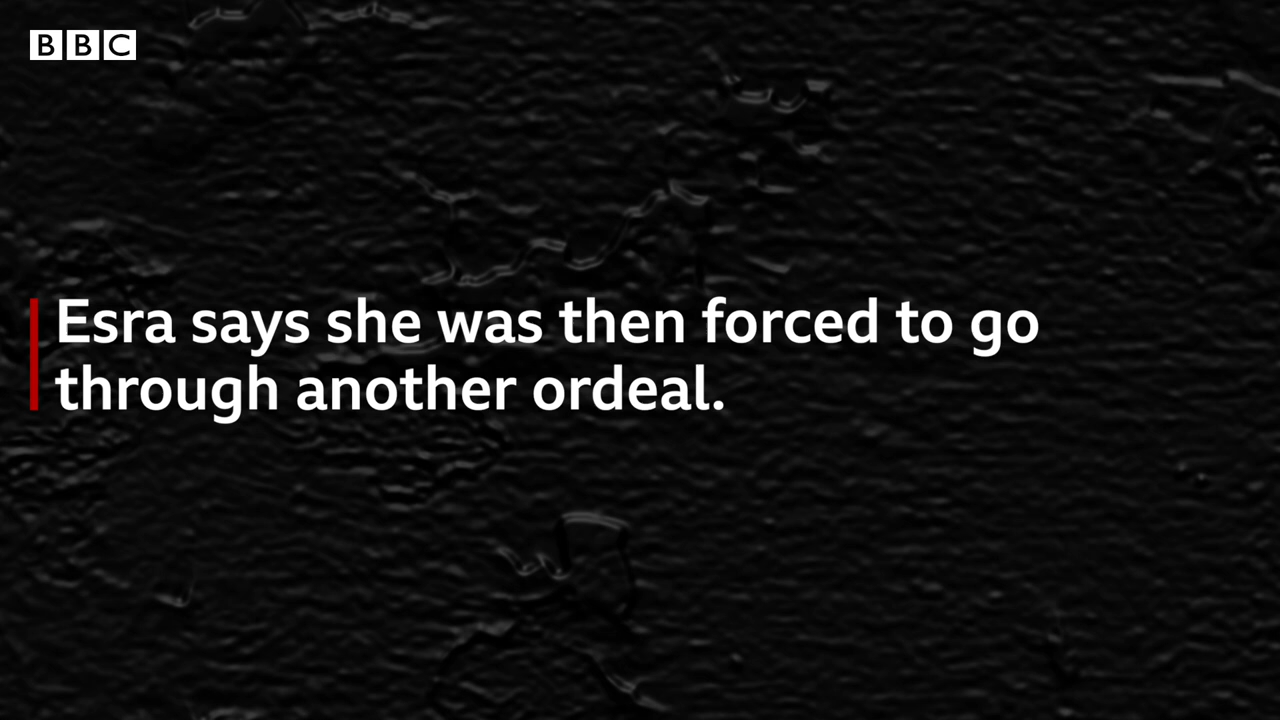 BBC
Esra says she was then forced to go
through another ordeal.